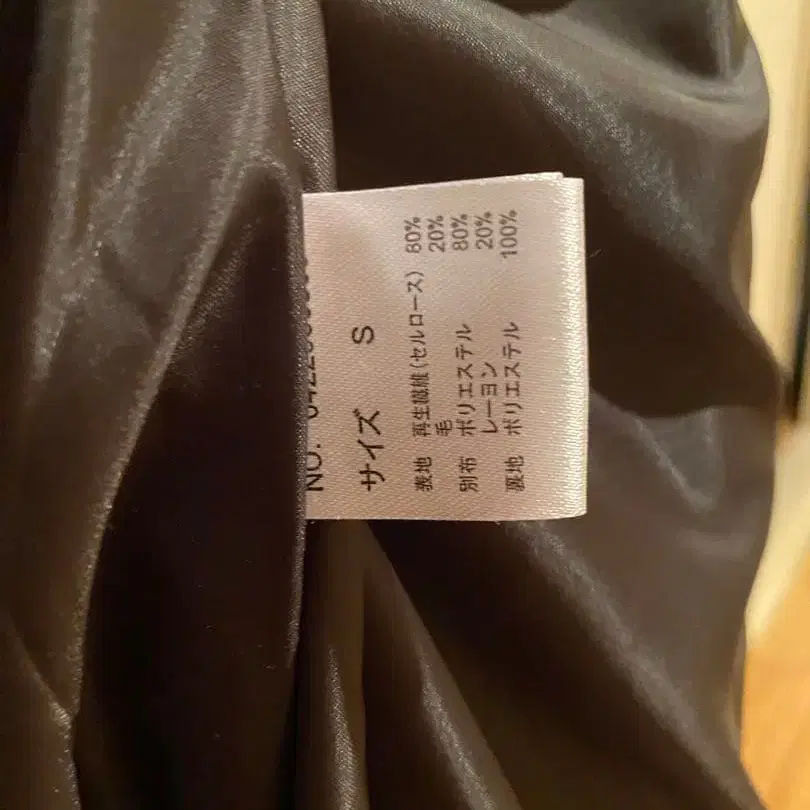 NO.
サイズ S
表地 再生繊維(セルロース) 80%
毛 20%
別布 ポリエステル 80%
レーヨン 20%
裏地 ポリエステル 100%